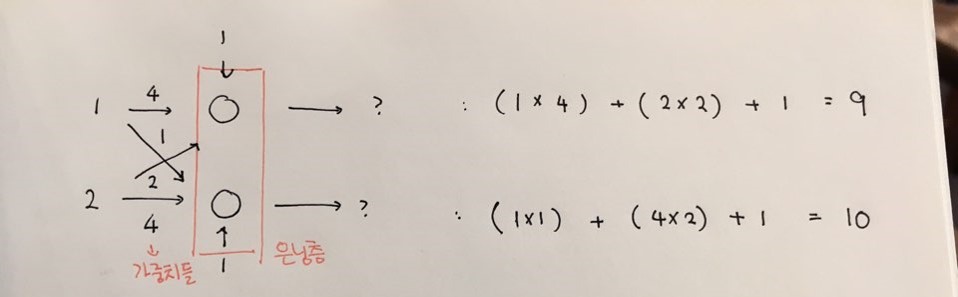 1
1 4 ? : (1 × 4) + (2 × 2) + 1 = 9
1
2
2 ? : (1×1) + (4×2) + 1 = 10
4
가중치들 1 은닉층